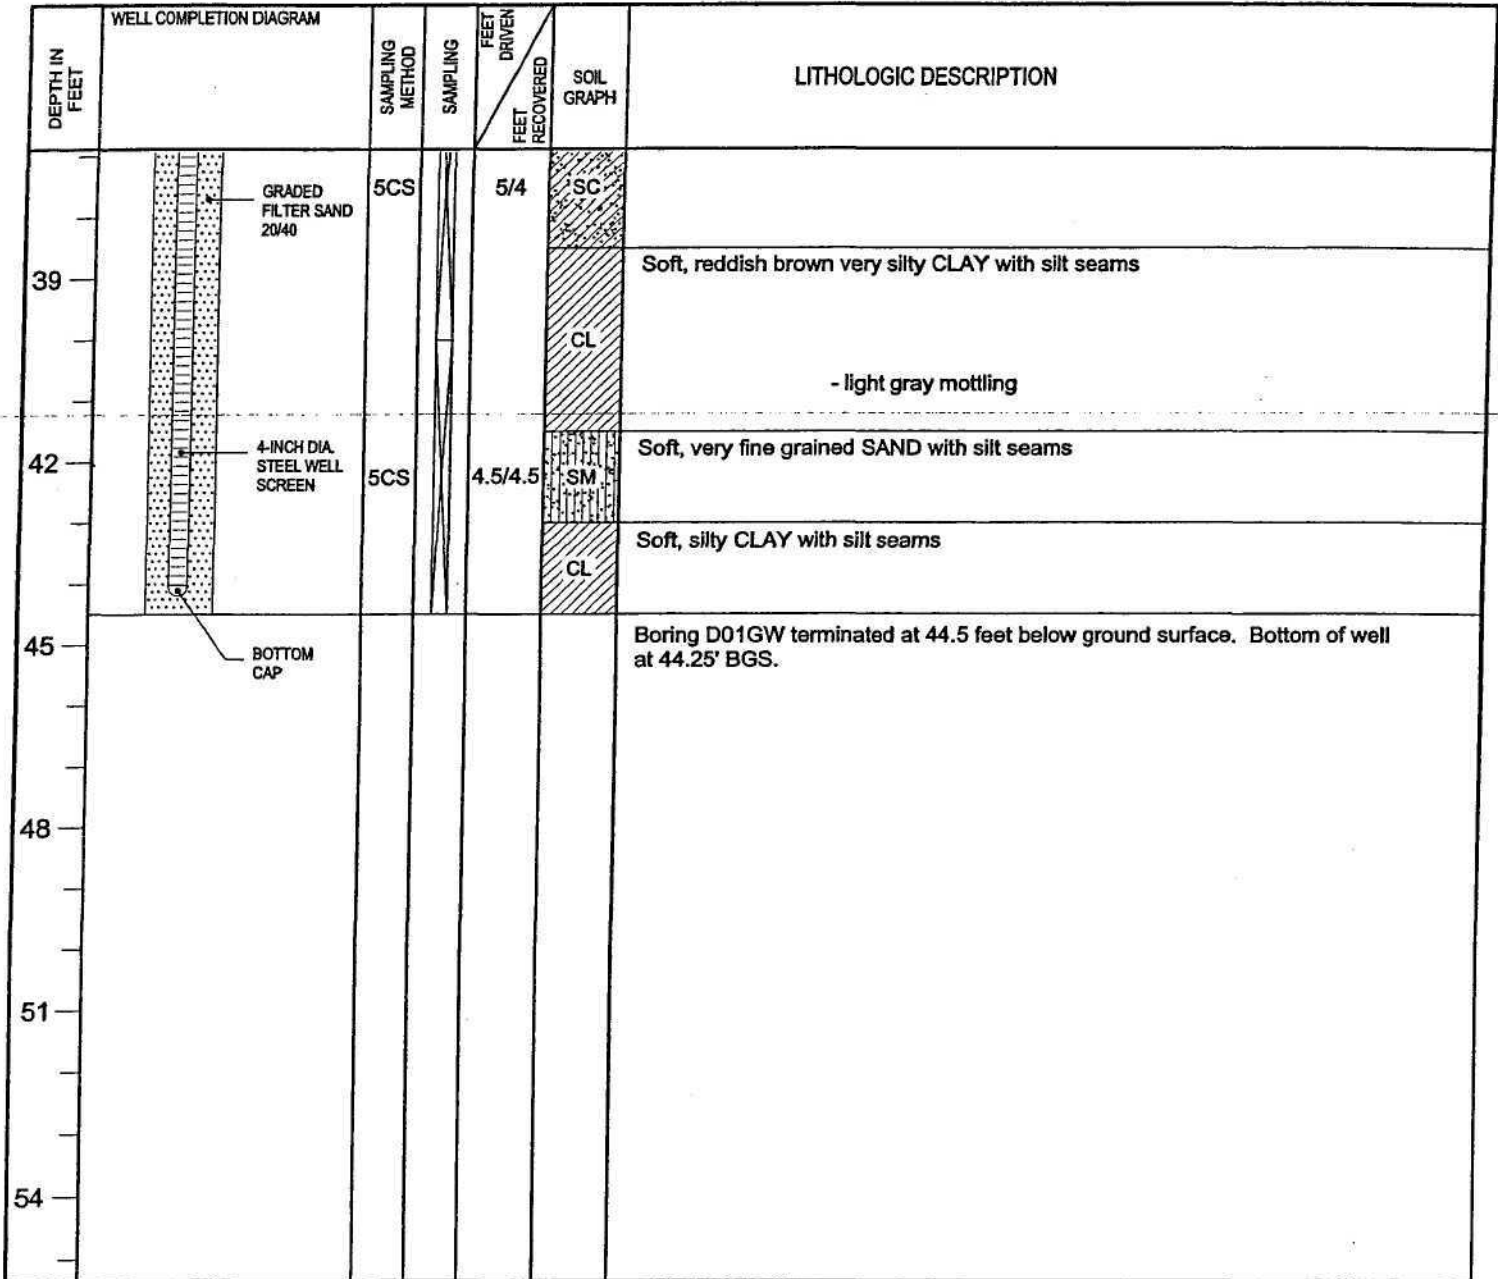 DEPTH IN
FEET
WELL COMPLETION DIAGRAM
SAMPLING
METHOD
SAMPLING
FEET
DRIVEN
FEET
RECOVERED
SOIL
GRAPH
LITHOLOGIC DESCRIPTION
GRADED
FILTER SAND
20/40
5CS
5/4
SC
39
Soft, reddish brown very silty CLAY with silt seams
CL
- light gray mottling
42
4-INCH DIA.
STEEL WELL
SCREEN
5CS
4.5/4.5
SM
Soft, very fine grained SAND with silt seams
Soft, silty CLAY with silt seams
CL
45
BOTTOM
CAP
Boring D01GW terminated at 44.5 feet below ground surface. Bottom of well
at 44.25' BGS.
48
51
54